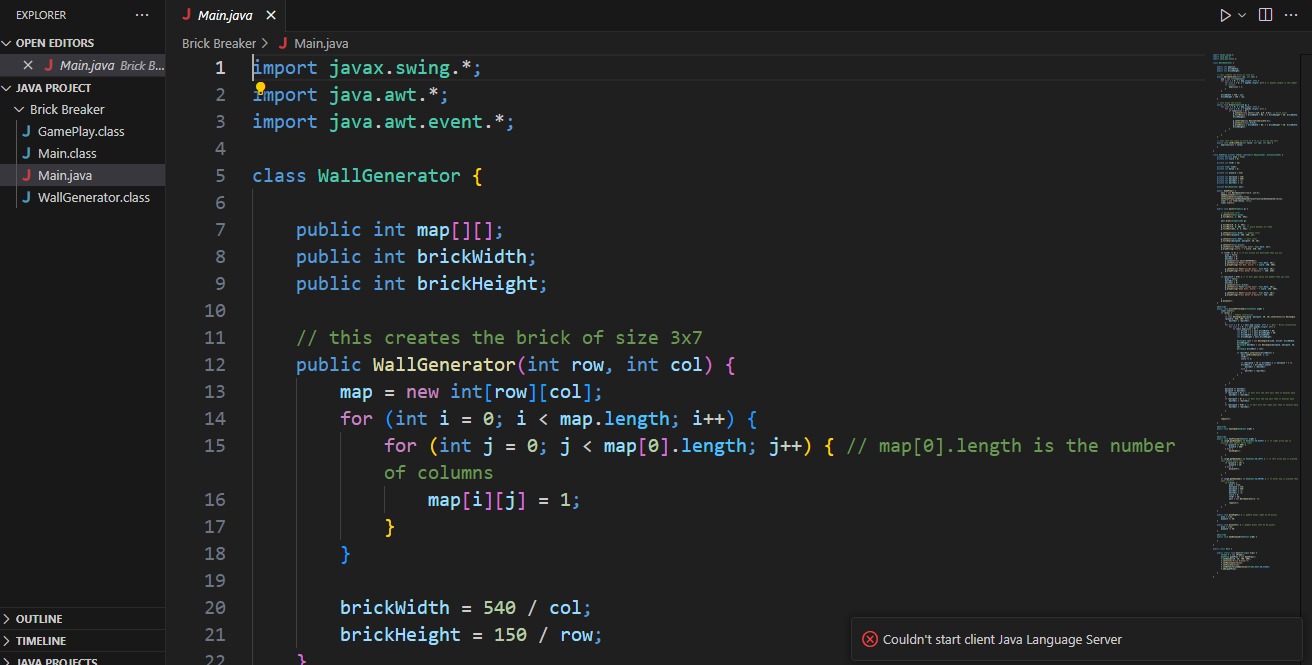 EXPLORER
Main.java
OPEN EDITORS
Main.java Brick B...
JAVA PROJECT
Brick Breaker
GamePlay.class
Main.class
Main.java
WallGenerator.class
OUTLINE
TIMELINE
JAVA PROJECTS
Brick Breaker > Main.java
1 import javax.swing.*;
2 import java.awt.*;
3 import java.awt.event.*;
4
5 class WallGenerator {
6
7 public int map[][];
8 public int brickWidth;
9 public int brickHeight;
10
11 // this creates the brick of size 3x7
12 public WallGenerator(int row, int col) {
13 map = new int[row][col];
14 for (int i = 0; i < map.length; i++) {
15 for (int j = 0; j < map[0].length; j++) { // map[0].length is the number
of columns
16 map[i][j] = 1;
17 }
18 }
19
20 brickWidth = 540 / col;
21 brickHeight = 150 / row;
22 }
Couldn't start client Java Language Server